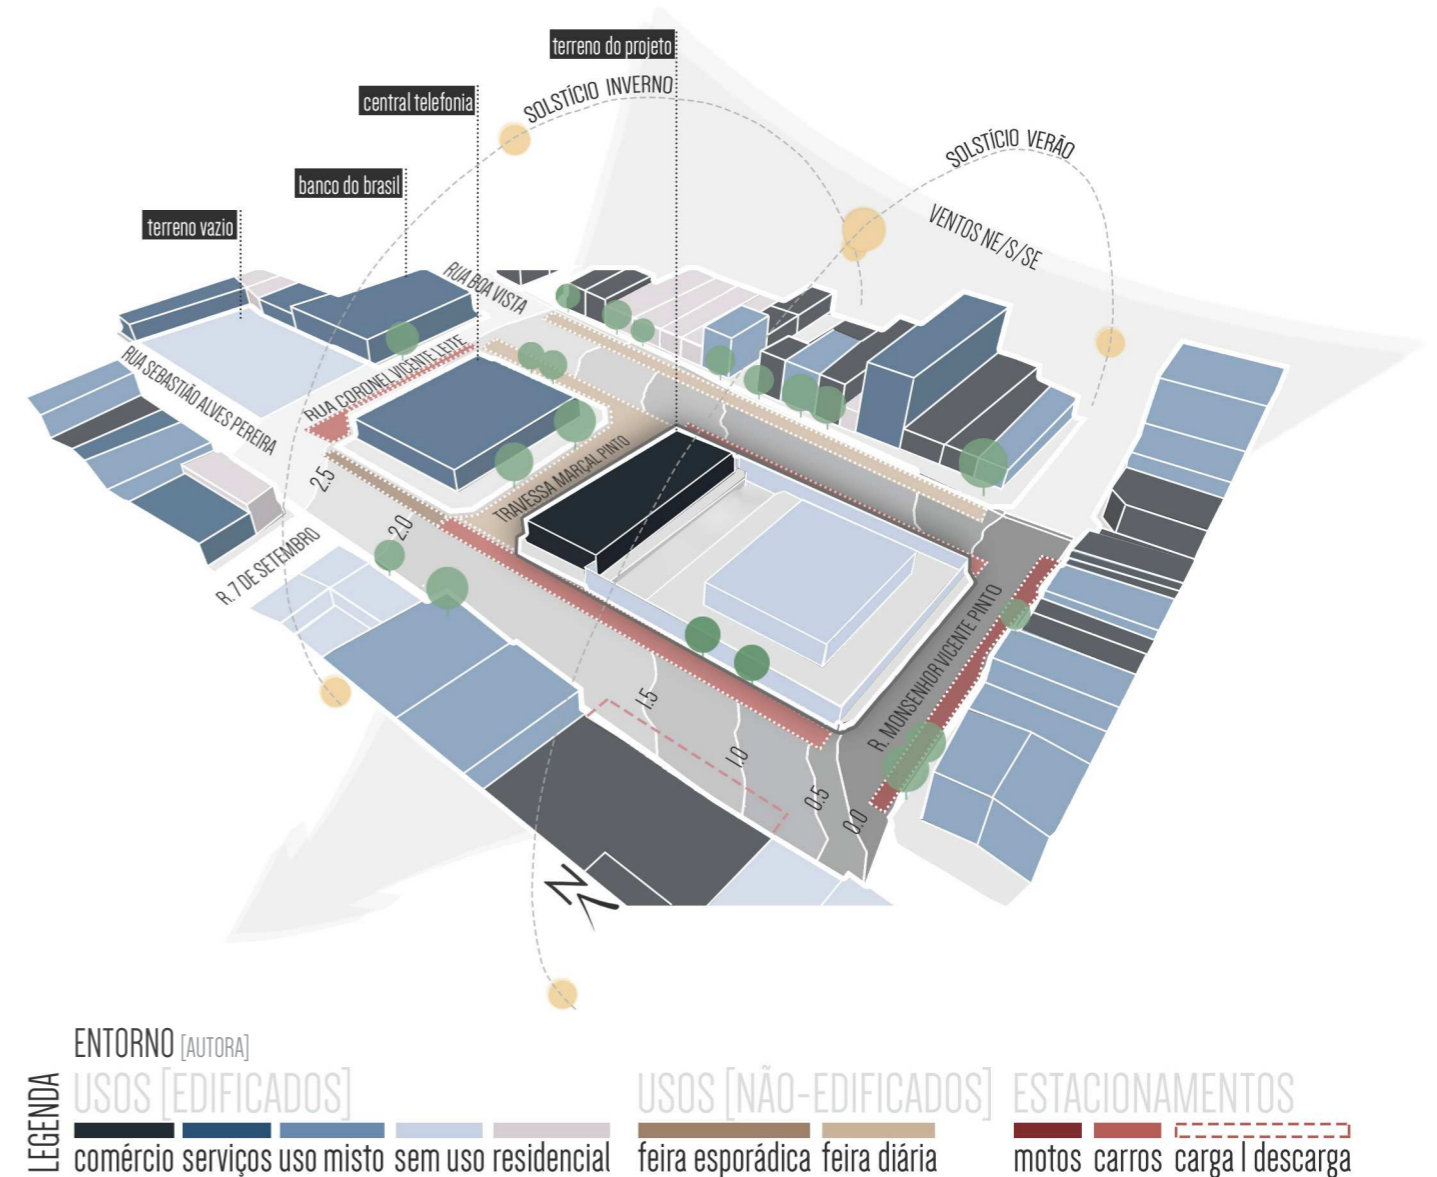 terreno do projeto
central telefonia
banco do brasil
terreno vazio
SOLSTÍCIO INVERNO
SOLSTÍCIO VERÃO
VENTOS NE/S/SE
RUA BOA VISTA
RUA CORONEL VICENTE LEITE
RUA SEBASTIÃO ALVES PEREIRA
TRAVESSA MARÇAL PINTO
R. 7 DE SETEMBRO
R. MONSENHOR VICENTE PINTO
2.5
2.0
1.5
1.0
0.5
0.0
N
ENTORNO [AUTORA]
LEGENDA
USOS [EDIFICADOS]
comércio serviços uso misto sem uso residencial
USOS [NÃO-EDIFICADOS]
feira esporádica feira diária
ESTACIONAMENTOS
motos carros carga | descarga